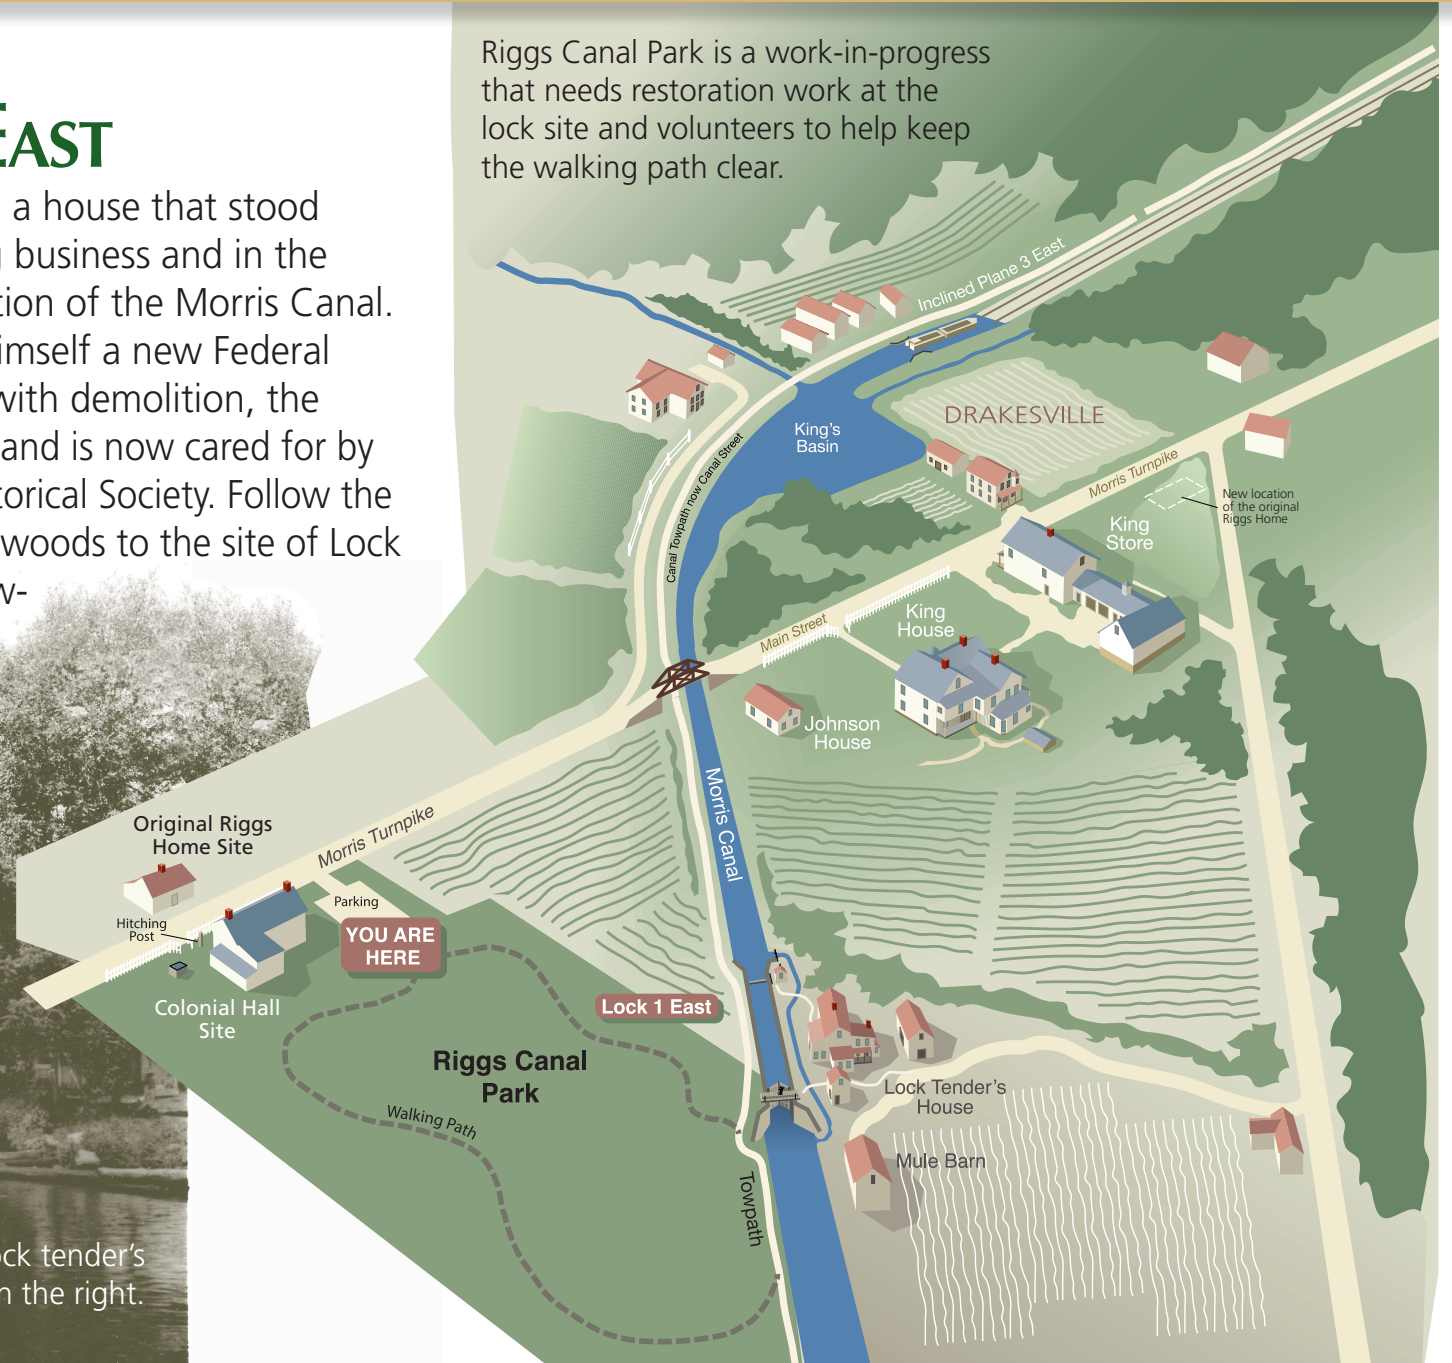 EAST
a house that stood
business and in the
tion of the Morris Canal.
imself a new Federal
with demolition, the
and is now cared for by
torical Society. Follow the
woods to the site of Lock
w-
ock tender's
n the right.
Riggs Canal Park is a work-in-progress
that needs restoration work at the
lock site and volunteers to help keep
the walking path clear.
Inclined Plane 3 East
DRAKESVILLE
King's
Basin
Canal Towpath now Canal Street
Morris Turnpike
New location
of the original
Riggs Home
King
Store
King
House
Main Street
Johnson
House
Morris Canal
Original Riggs
Home Site
Morris Turnpike
Hitching
Post
Parking
YOU ARE
HERE
Colonial Hall
Site
Lock 1 East
Riggs Canal
Park
Walking Path
Lock Tender's
House
Mule Barn
Towpath